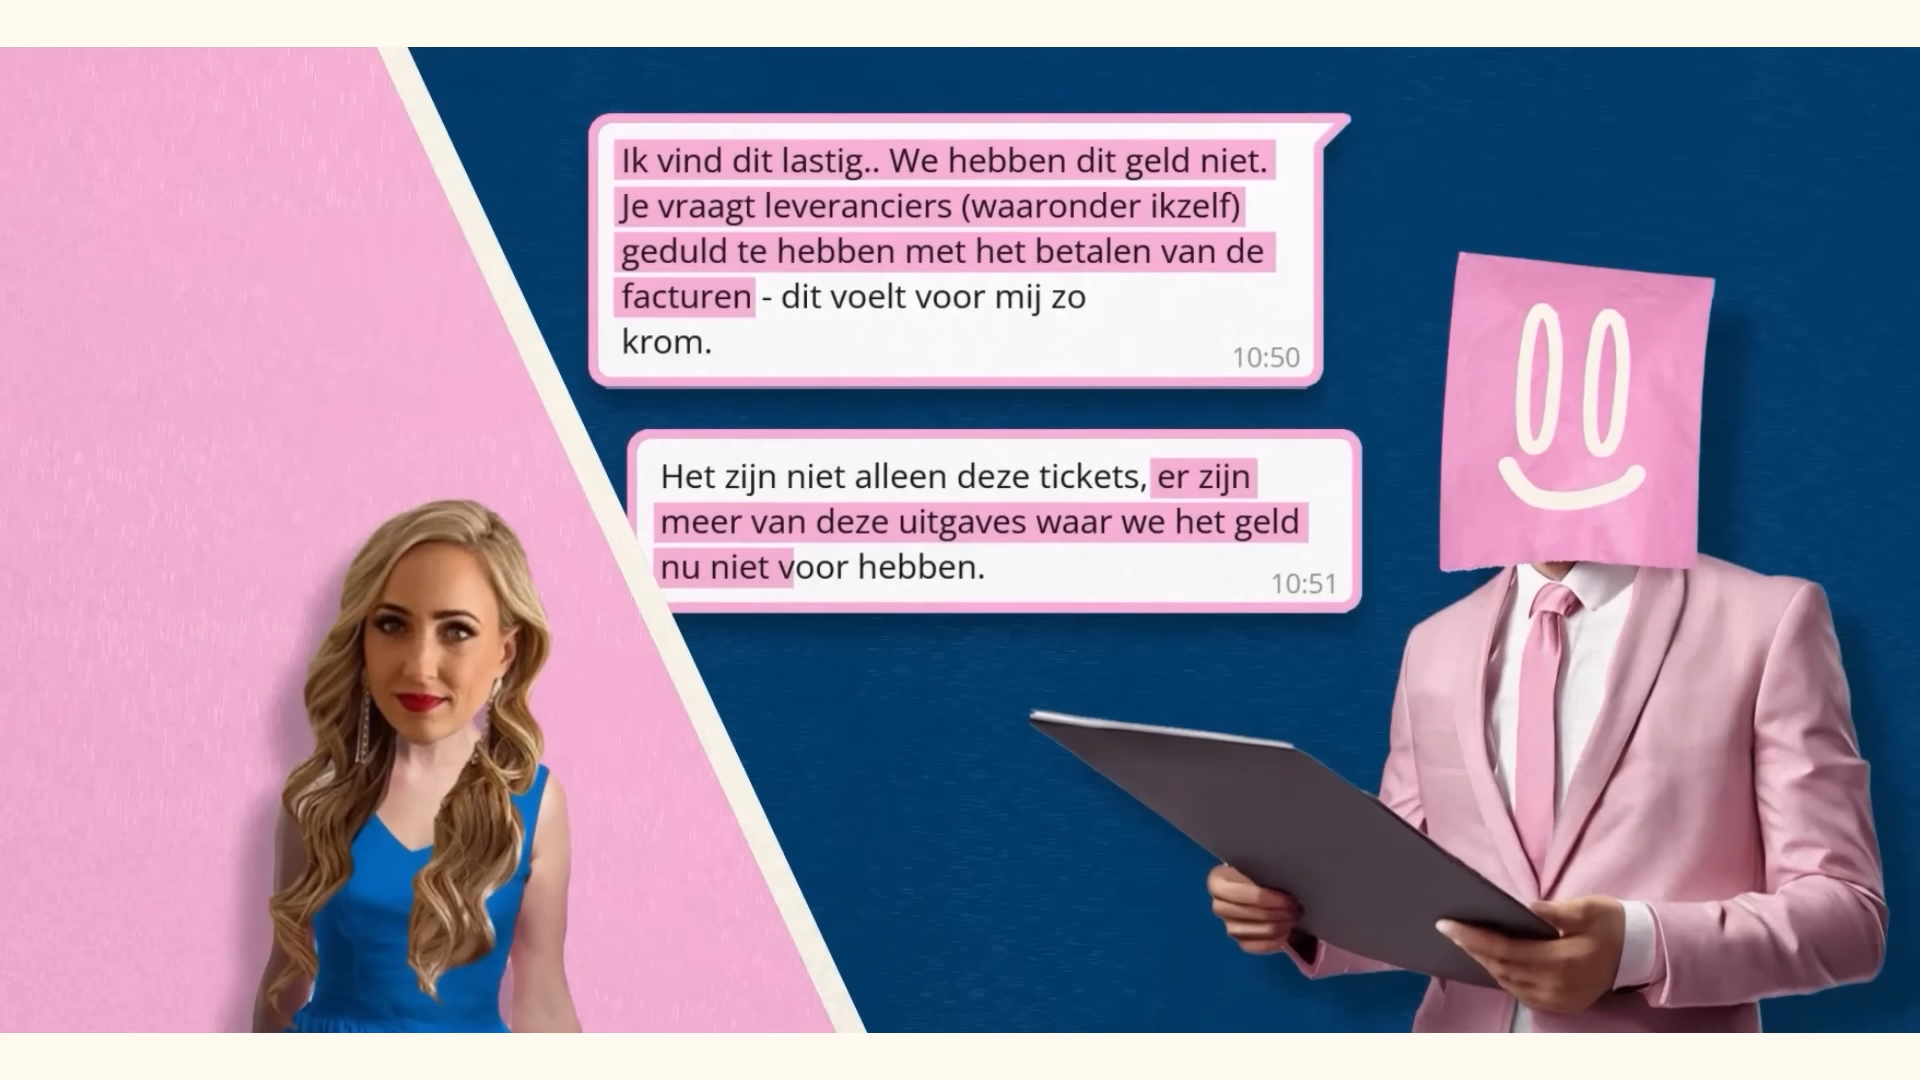 Ik vind dit lastig.. We hebben dit geld niet.
Je vraagt leveranciers (waaronder ikzelf)
geduld te hebben met het betalen van de
facturen - dit voelt voor mij zo
krom.
10:50
Het zijn niet alleen deze tickets, er zijn
meer van deze uitgaves waar we het geld
nu niet voor hebben.
10:51